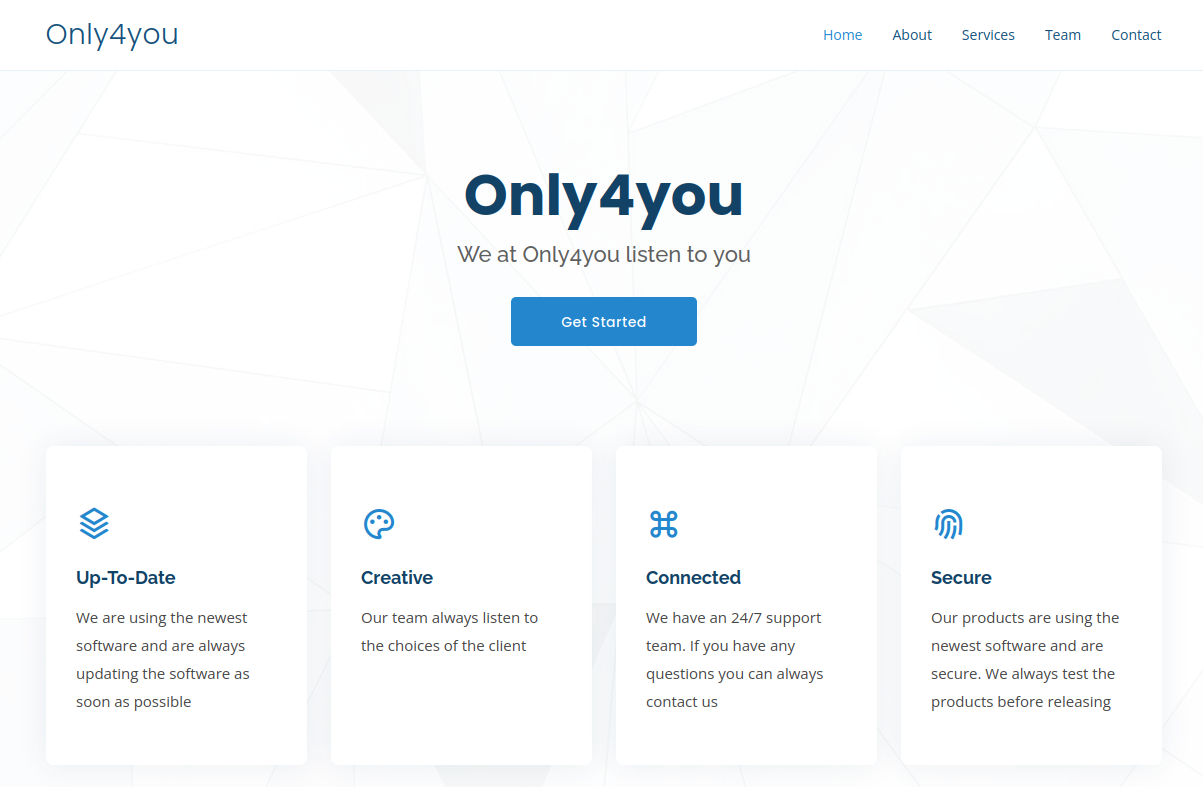 Only4you
Home About Services Team Contact
Only4you
We at Only4you listen to you
Get Started
Up-To-Date
We are using the newest
software and are always
updating the software as
soon as possible
Creative
Our team always listen to
the choices of the client
Connected
We have an 24/7 support
team. If you have any
questions you can always
contact us
Secure
Our products are using the
newest software and are
secure. We always test the
products before releasing